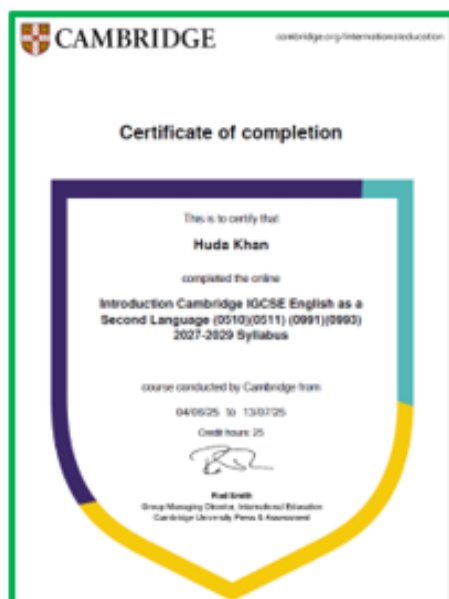 CAMBRIDGE
cambridge.org/internationaleducation
Certificate of completion
This is to certify that
Huda Khan
completed the online
Introduction Cambridge IGCSE English as a
Second Language (0510)(0511) (0991)(0993)
2027-2029 Syllabus
course conducted by Cambridge from
04/06/25 to 13/07/25
Credit hours: 25
Rod Smith
Group Managing Director, International Education
Cambridge University Press & Assessment